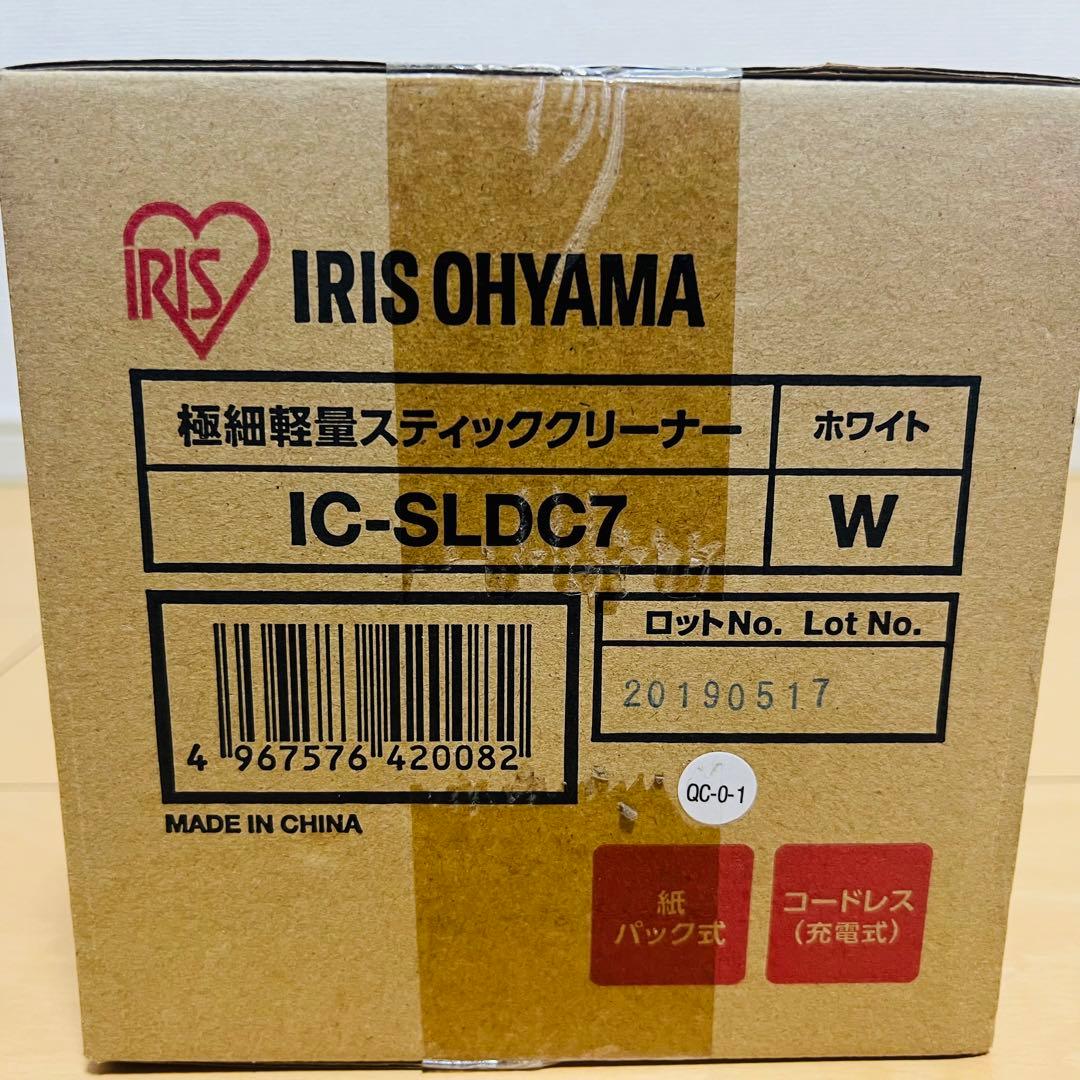 IRIS
IRIS OHYAMA
極細軽量スティッククリーナー
ホワイト
IC-SLDC7
W
ロットNo. Lot No.
20190517
4 967576 420082
QC-0-1
MADE IN CHINA
紙
パック式
コードレス
(充電式)